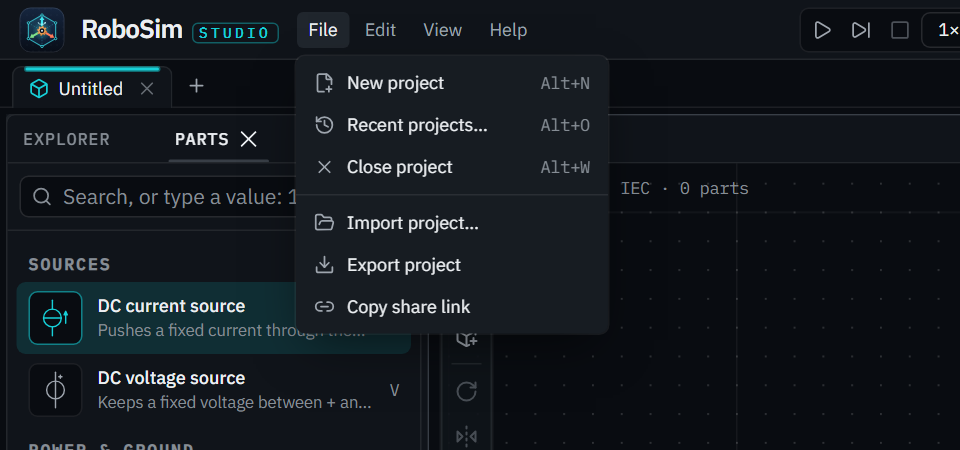 RoboSim STUDIO File Edit View Help 1×
Untitled
EXPLORER PARTS
New project Alt+N
Recent projects... Alt+O
Close project Alt+W
Import project...
Export project
Copy share link
Search, or type a value: 1
IEC · 0 parts
SOURCES
DC current source
Pushes a fixed current through the...
DC voltage source V
Keeps a fixed voltage between + an...
POWER & GROUND